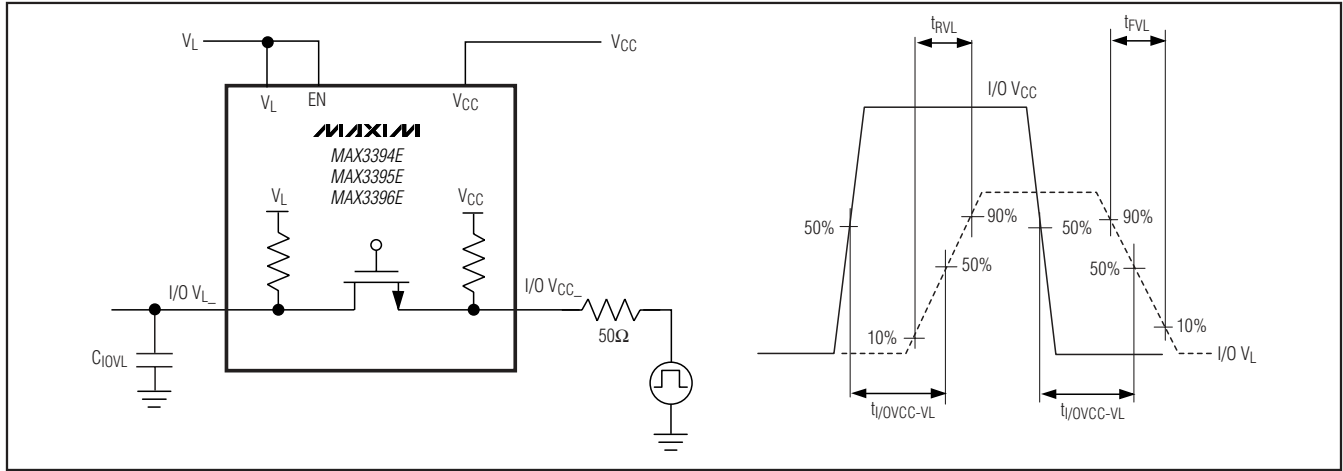 V_L
V_CC
V_L
EN
V_CC
MAXIM
MAX3394E
MAX3395E
MAX3396E
V_L
V_CC
I/O V_L_
I/O V_CC_
50Ω
C_IOVL
t_RVL
t_FVL
I/O V_CC
50%
90%
50%
90%
50%
50%
10%
10%
I/O V_L
t_I/OVCC-VL
t_I/OVCC-VL